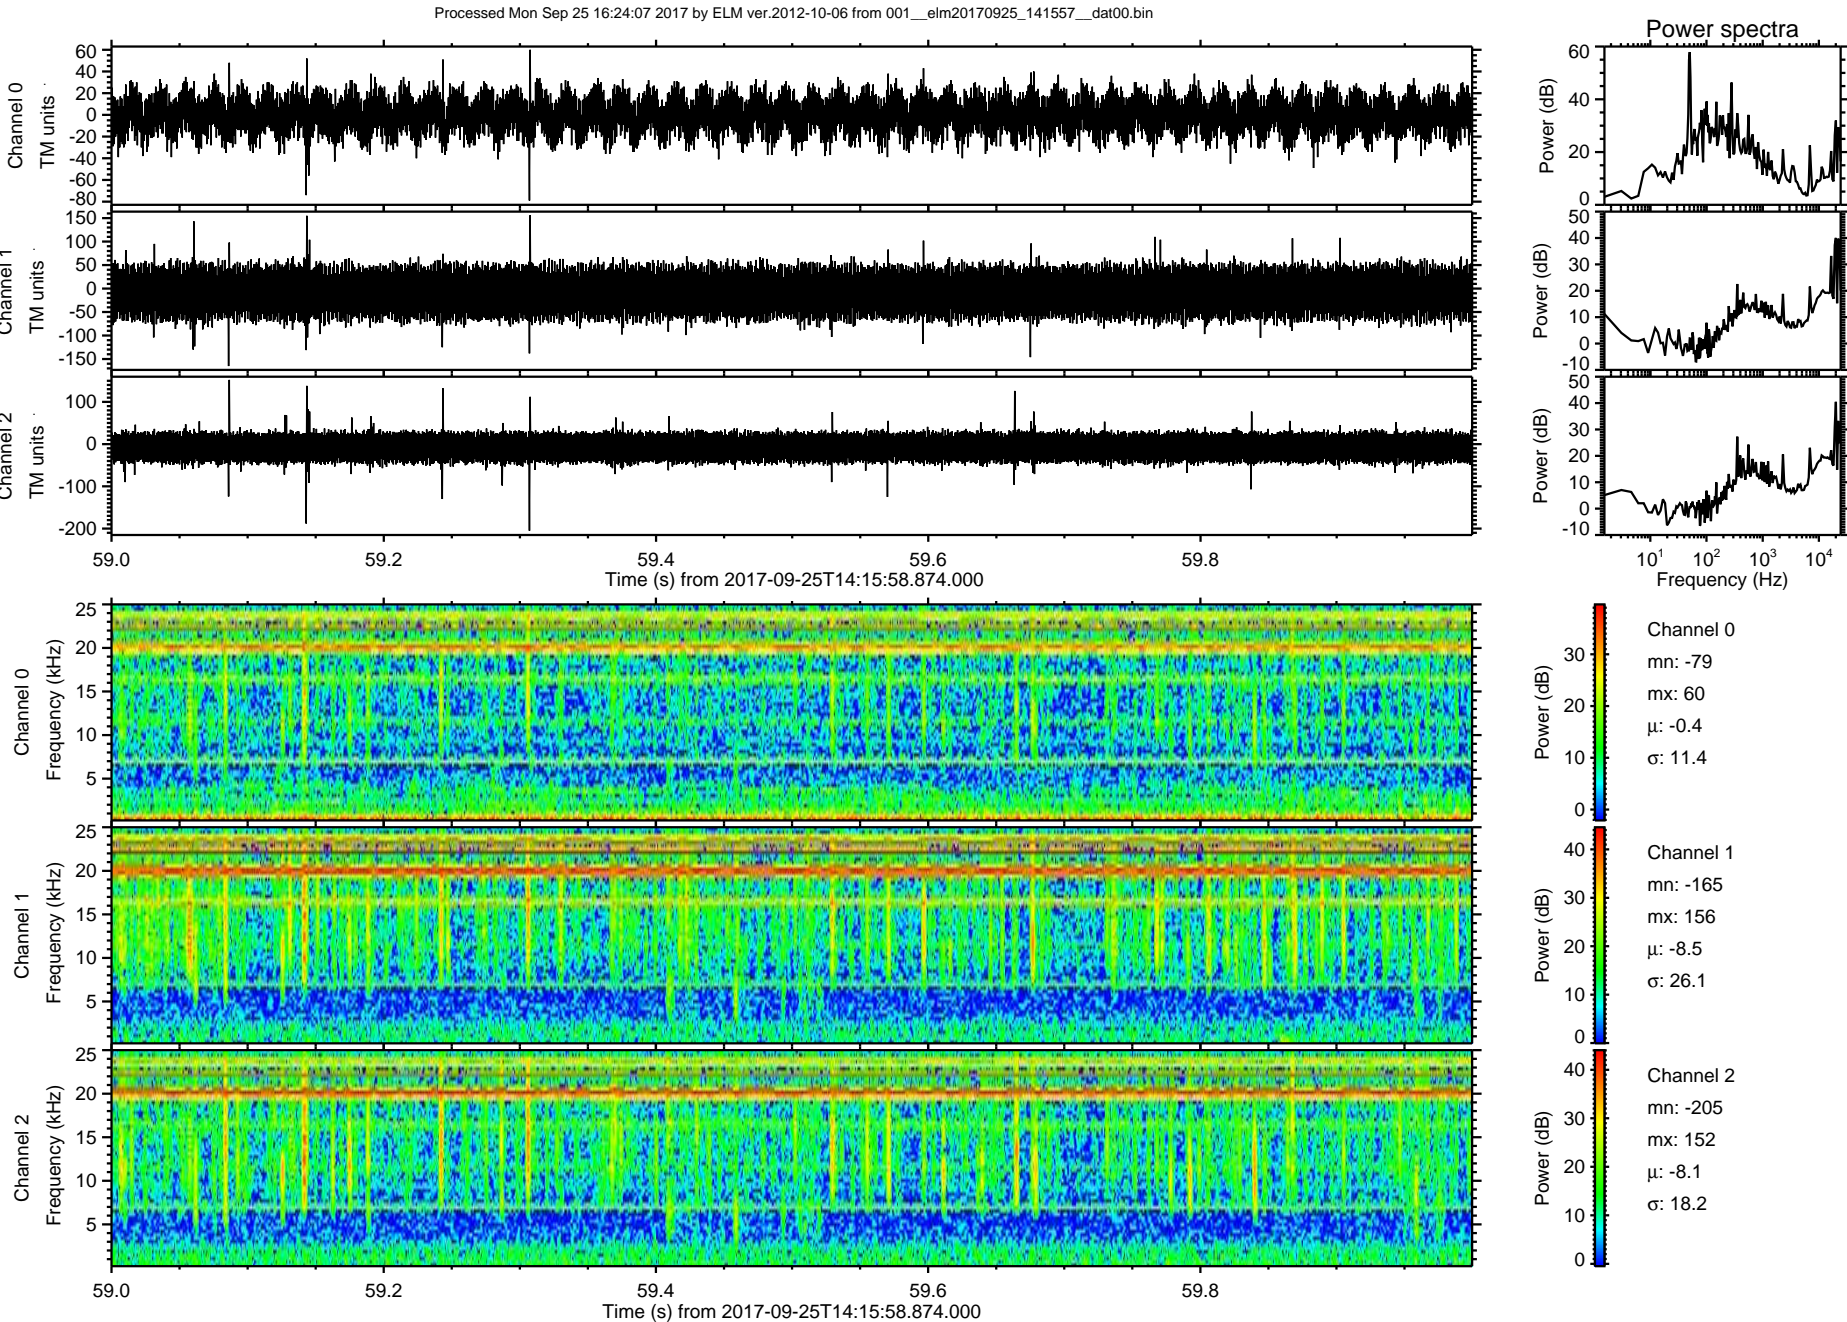 Processed Mon Sep 25 16:24:07 2017 by ELM ver.2012-10-06 from 001__elm20170925_141557__dat00.bin
Power spectra
Channel 0
TM units
60
40
20
0
-20
-40
-60
-80
Power (dB)
60
40
20
0
Channel 1
TM units
150
100
50
0
-50
-100
-150
Power (dB)
50
40
30
20
10
0
-10
Channel 2
TM units
100
0
-100
-200
Power (dB)
50
40
30
20
10
0
-10
59.0 59.2 59.4 59.6 59.8
Time (s) from 2017-09-25T14:15:58.874.000
10¹ 10² 10³ 10⁴
Frequency (Hz)
Channel 0
Frequency (kHz)
25
20
15
10
5
Power (dB)
30
20
10
0
Channel 0
mn: -79
mx: 60
μ: -0.4
σ: 11.4
Channel 1
Frequency (kHz)
25
20
15
10
5
Power (dB)
40
30
20
10
0
Channel 1
mn: -165
mx: 156
μ: -8.5
σ: 26.1
Channel 2
Frequency (kHz)
25
20
15
10
5
Power (dB)
40
30
20
10
0
Channel 2
mn: -205
mx: 152
μ: -8.1
σ: 18.2
59.0 59.2 59.4 59.6 59.8
Time (s) from 2017-09-25T14:15:58.874.000